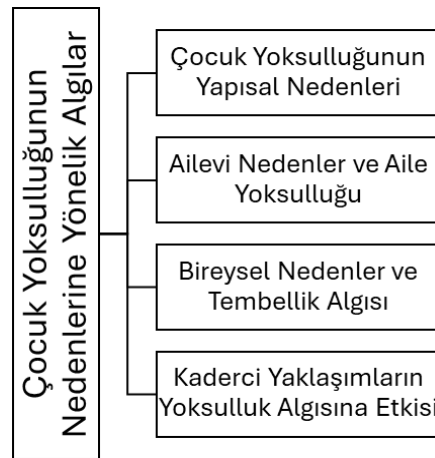 Çocuk Yoksulluğunun
Nedenlerine Yönelik Algılar
Çocuk Yoksulluğunun
Yapısal Nedenleri
Ailevi Nedenler ve Aile
Yoksulluğu
Bireysel Nedenler ve
Tembellik Algısı
Kaderci Yaklaşımların
Yoksulluk Algısına Etkisi